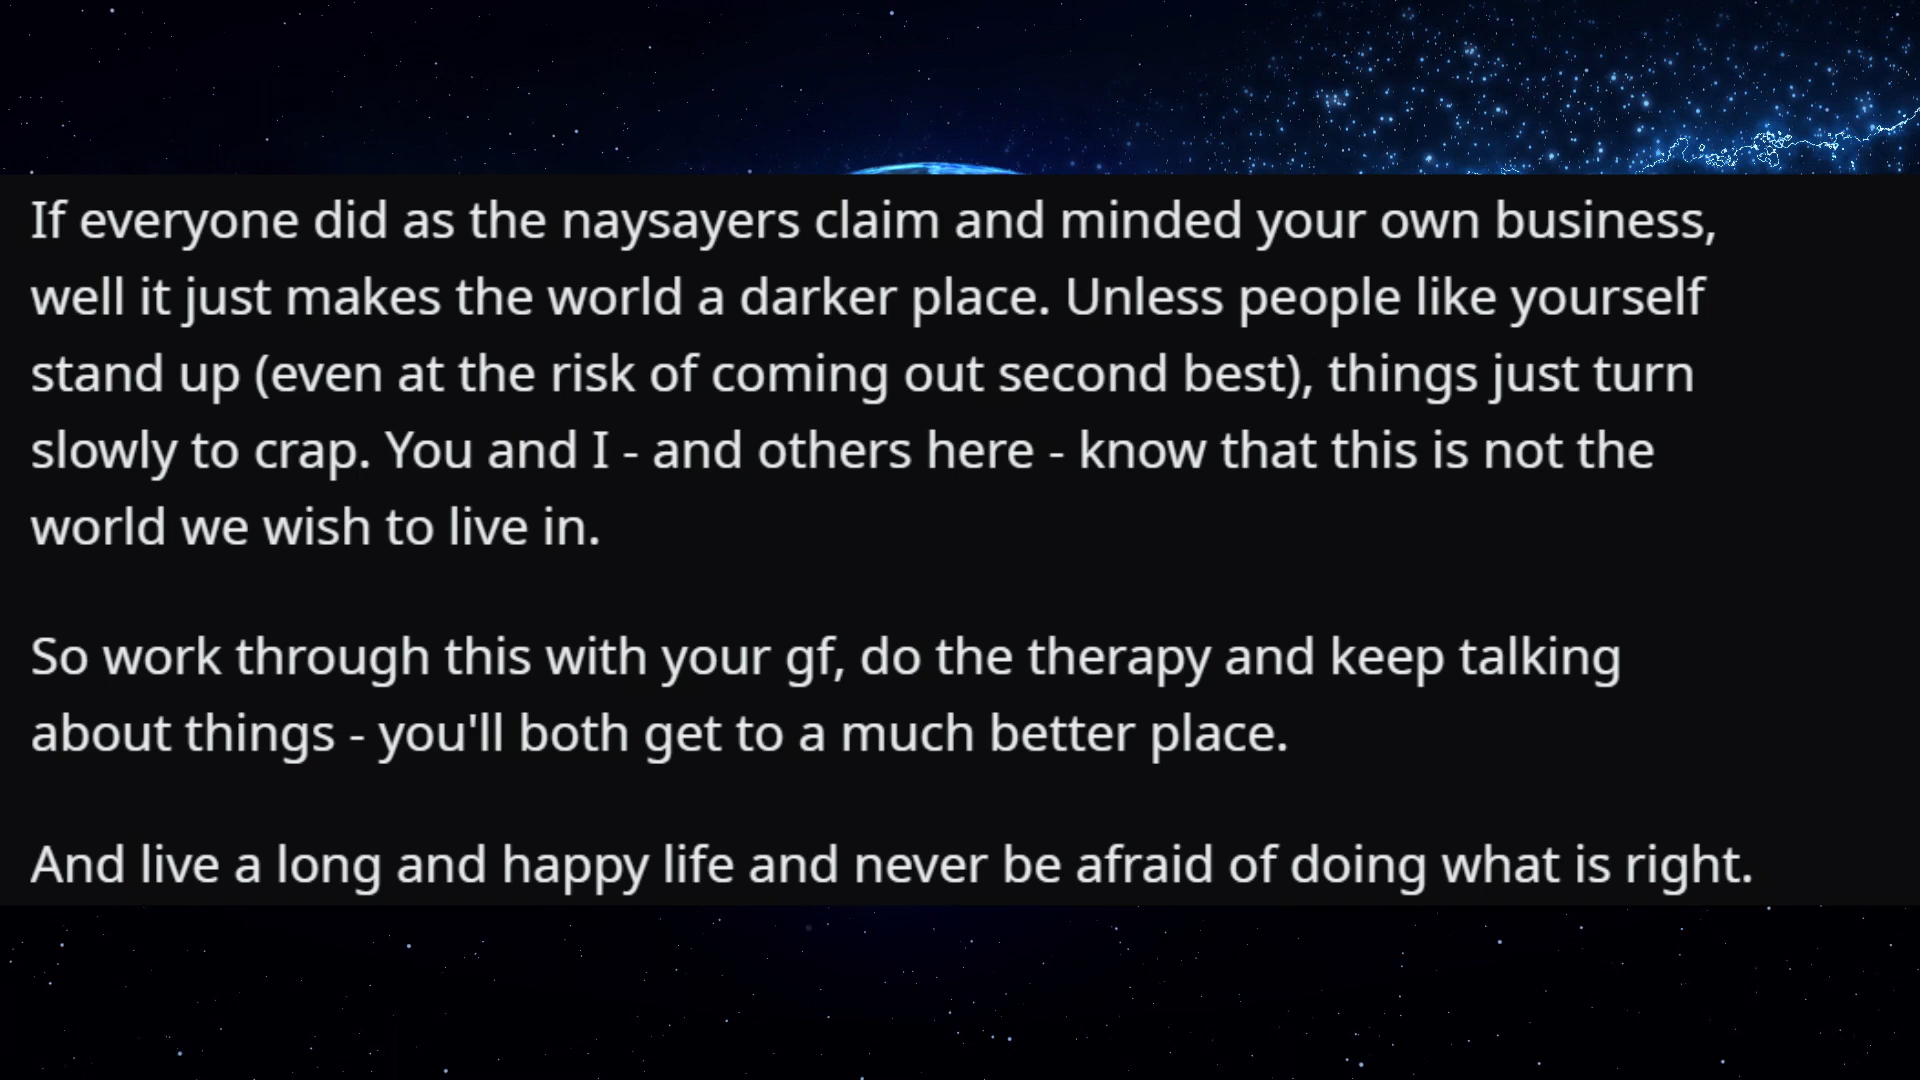 If everyone did as the naysayers claim and minded your own business,
well it just makes the world a darker place. Unless people like yourself
stand up (even at the risk of coming out second best), things just turn
slowly to crap. You and I - and others here - know that this is not the
world we wish to live in.
So work through this with your gf, do the therapy and keep talking
about things - you'll both get to a much better place.
And live a long and happy life and never be afraid of doing what is right.